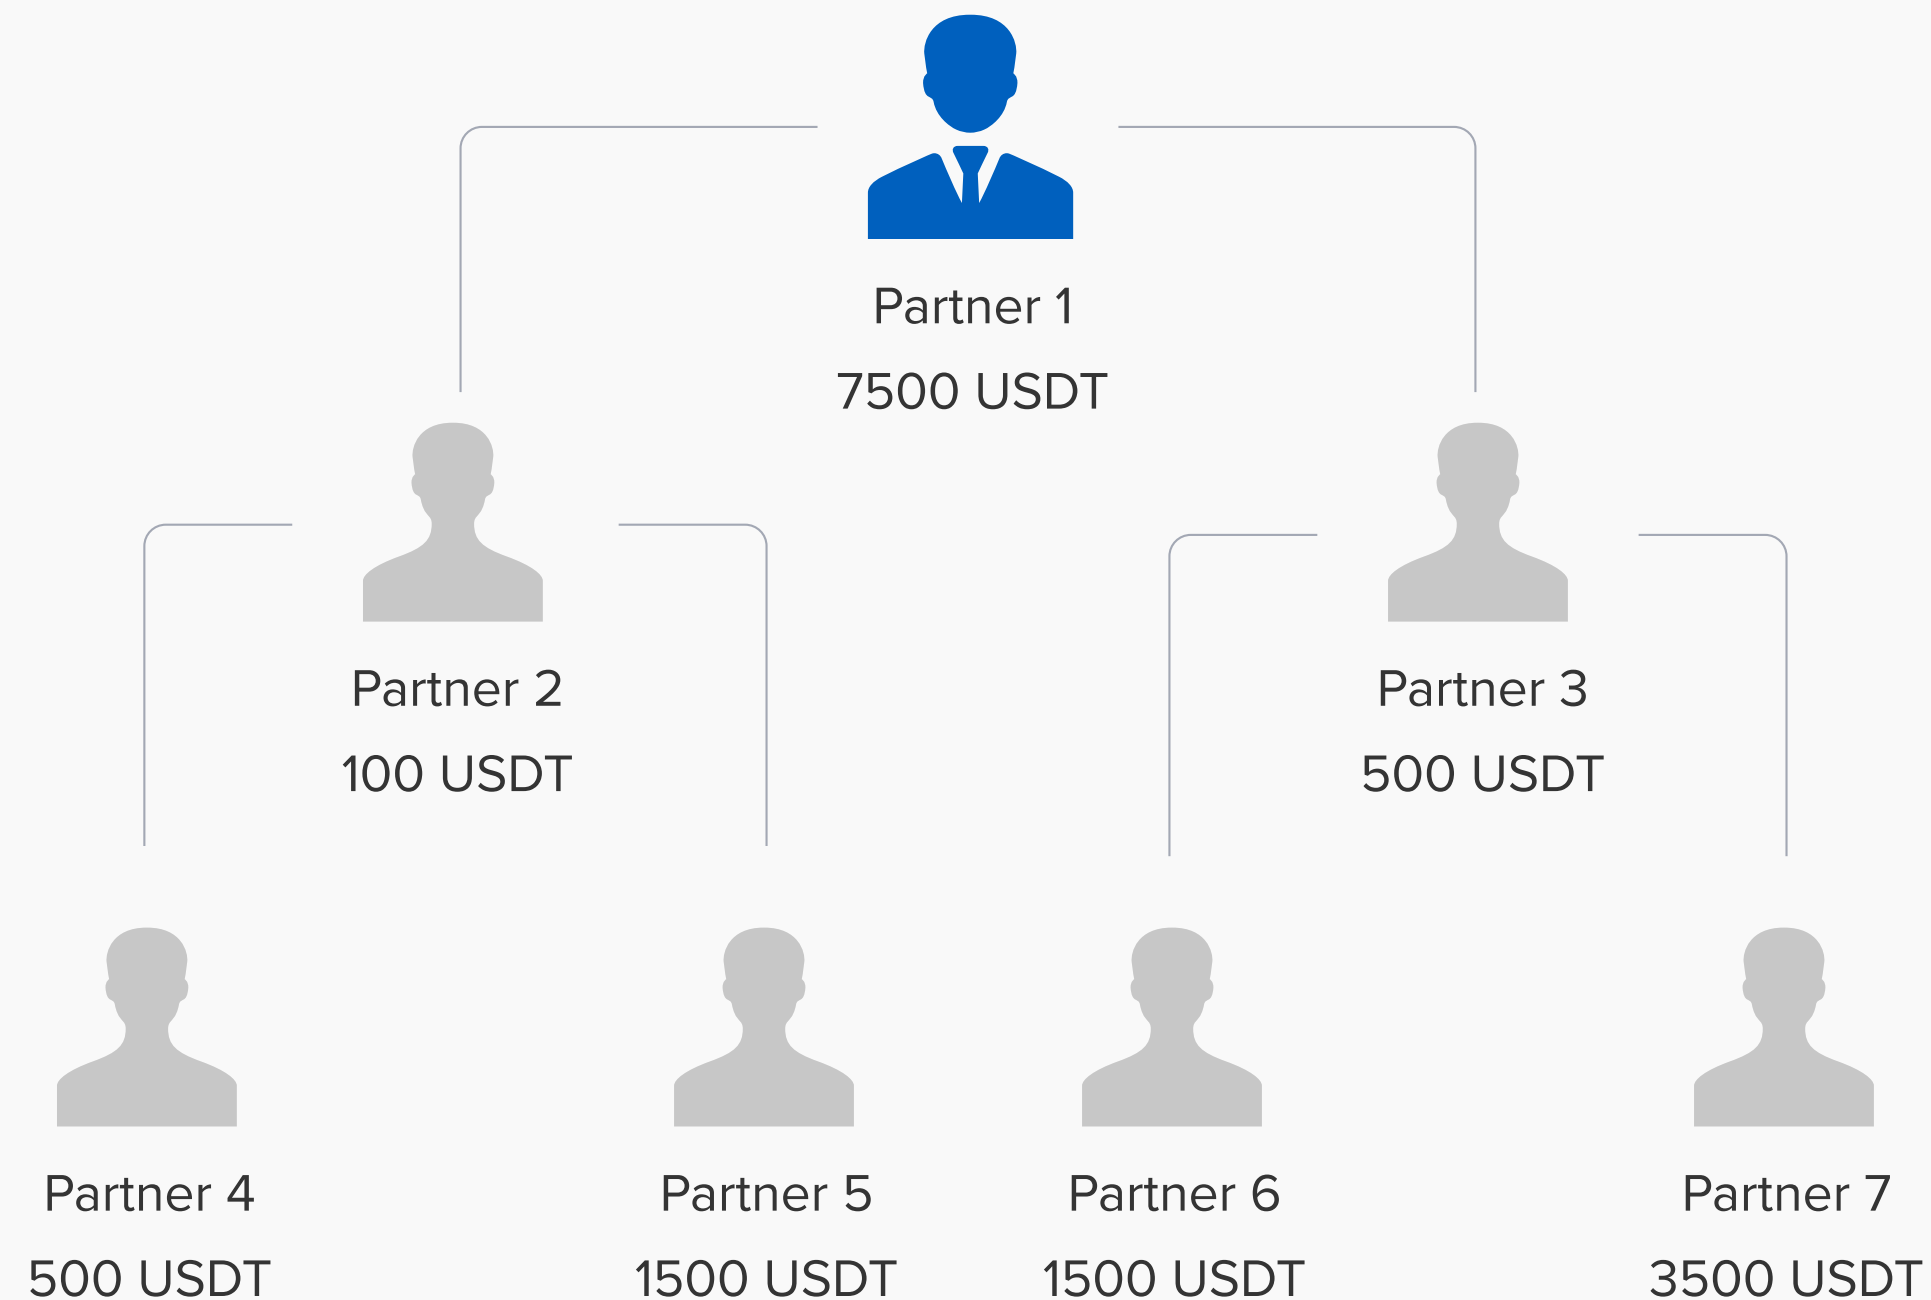 Partner 1
7500 USDT
Partner 2
100 USDT
Partner 3
500 USDT
Partner 4
500 USDT
Partner 5
1500 USDT
Partner 6
1500 USDT
Partner 7
3500 USDT